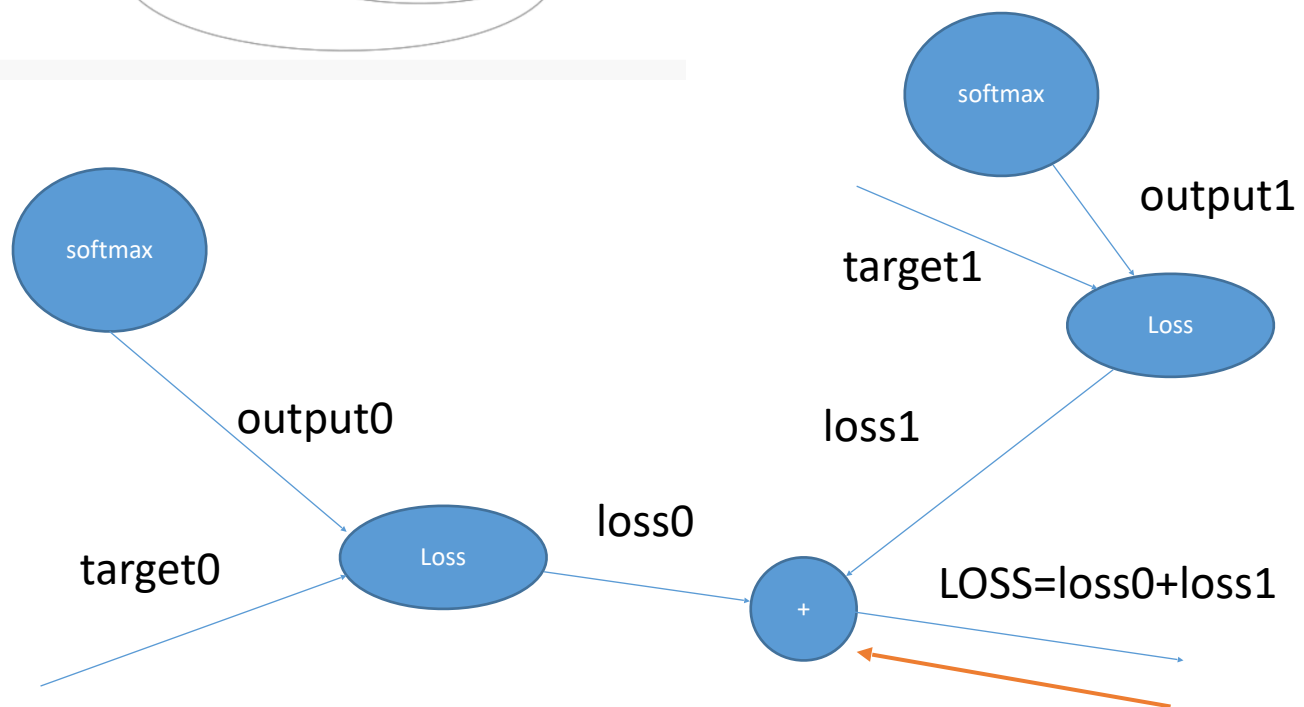 softmax
output1
softmax
target1
Loss
output0
loss1
loss0
Loss
target0
LOSS=loss0+loss1
+